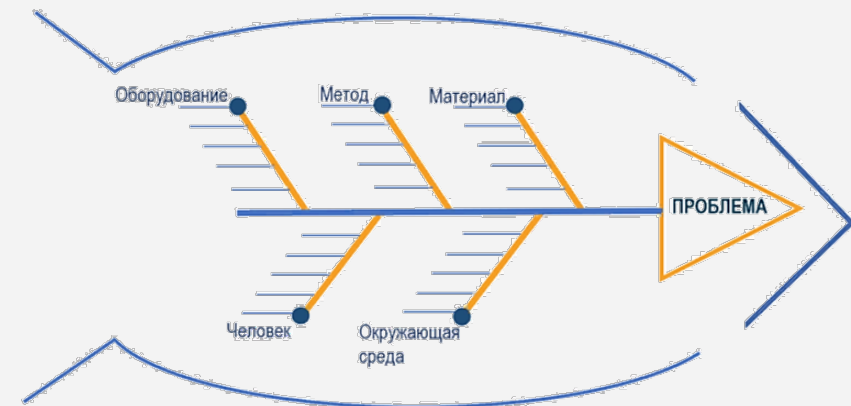 Оборудование
Метод
Материал
ПРОБЛЕМА
Человек
Окружающая
среда